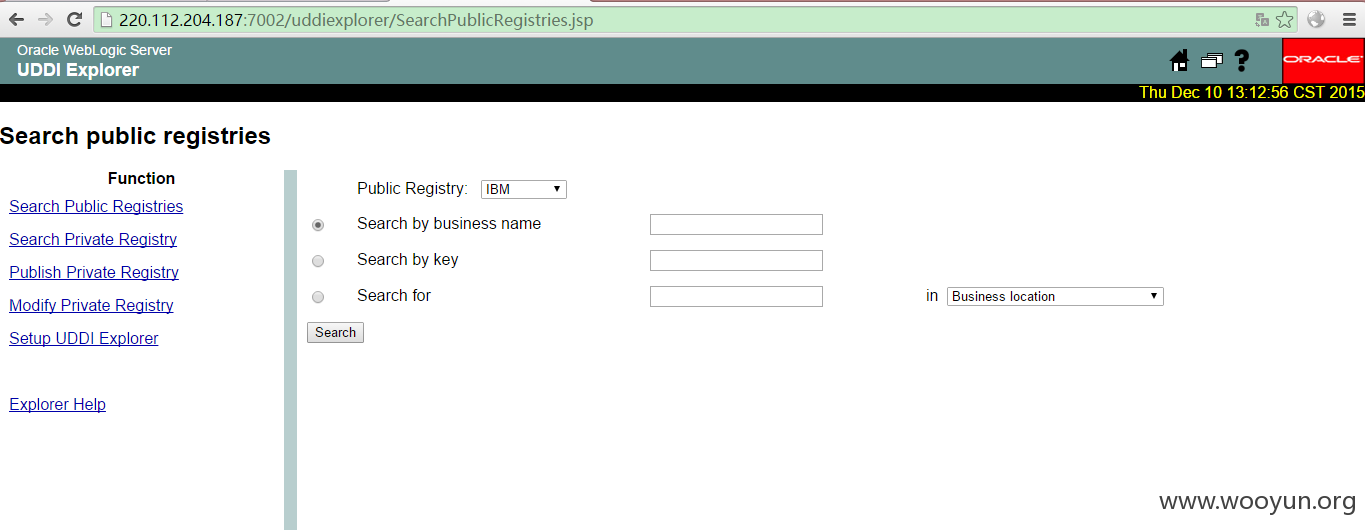 220.112.204.187:7002/uddiexplorer/SearchPublicRegistries.jsp
Oracle WebLogic Server
UDDI Explorer
ORACLE
Thu Dec 10 13:12:56 CST 2015
Search public registries
Function
Search Public Registries
Search Private Registry
Publish Private Registry
Modify Private Registry
Setup UDDI Explorer
Explorer Help
Public Registry: IBM
Search by business name
Search by key
Search for in Business location
Search
www.wooyun.org